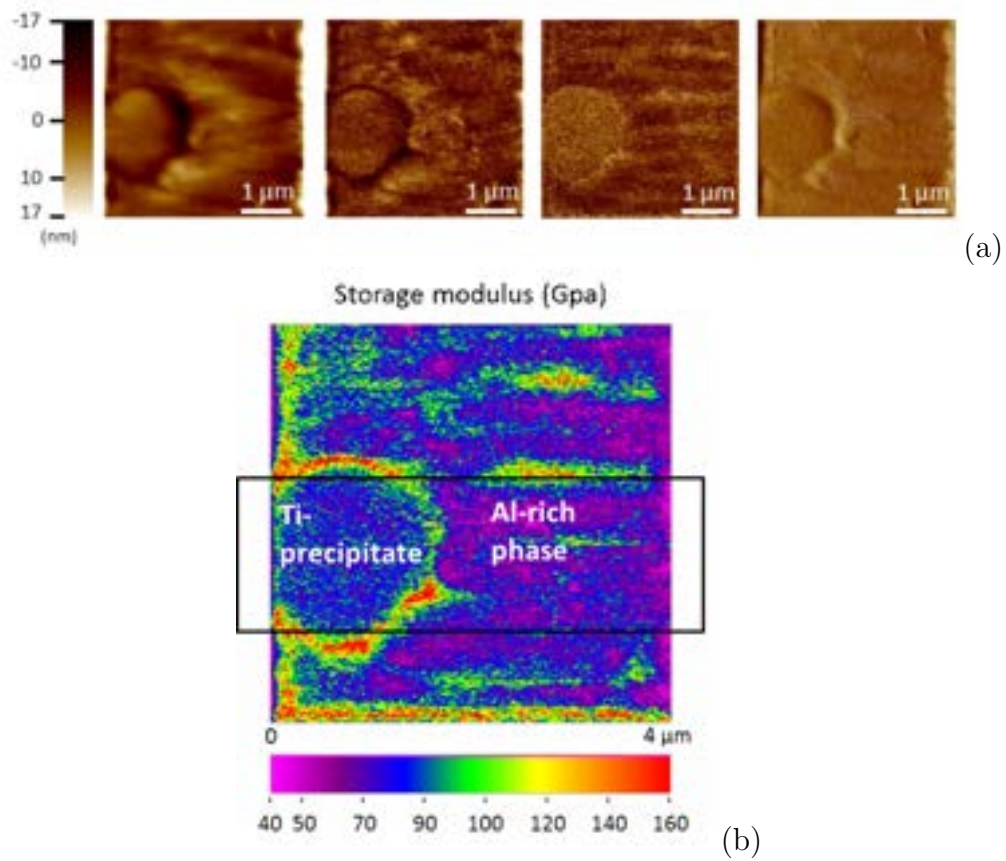 -17
-10
0
10
17
(nm)
1 μm
1 μm
1 μm
1 μm
(a)
Storage modulus (Gpa)
Ti-
precipitate
Al-rich
phase
0
4 μm
40 50 70 90 100 120 140 160
(b)